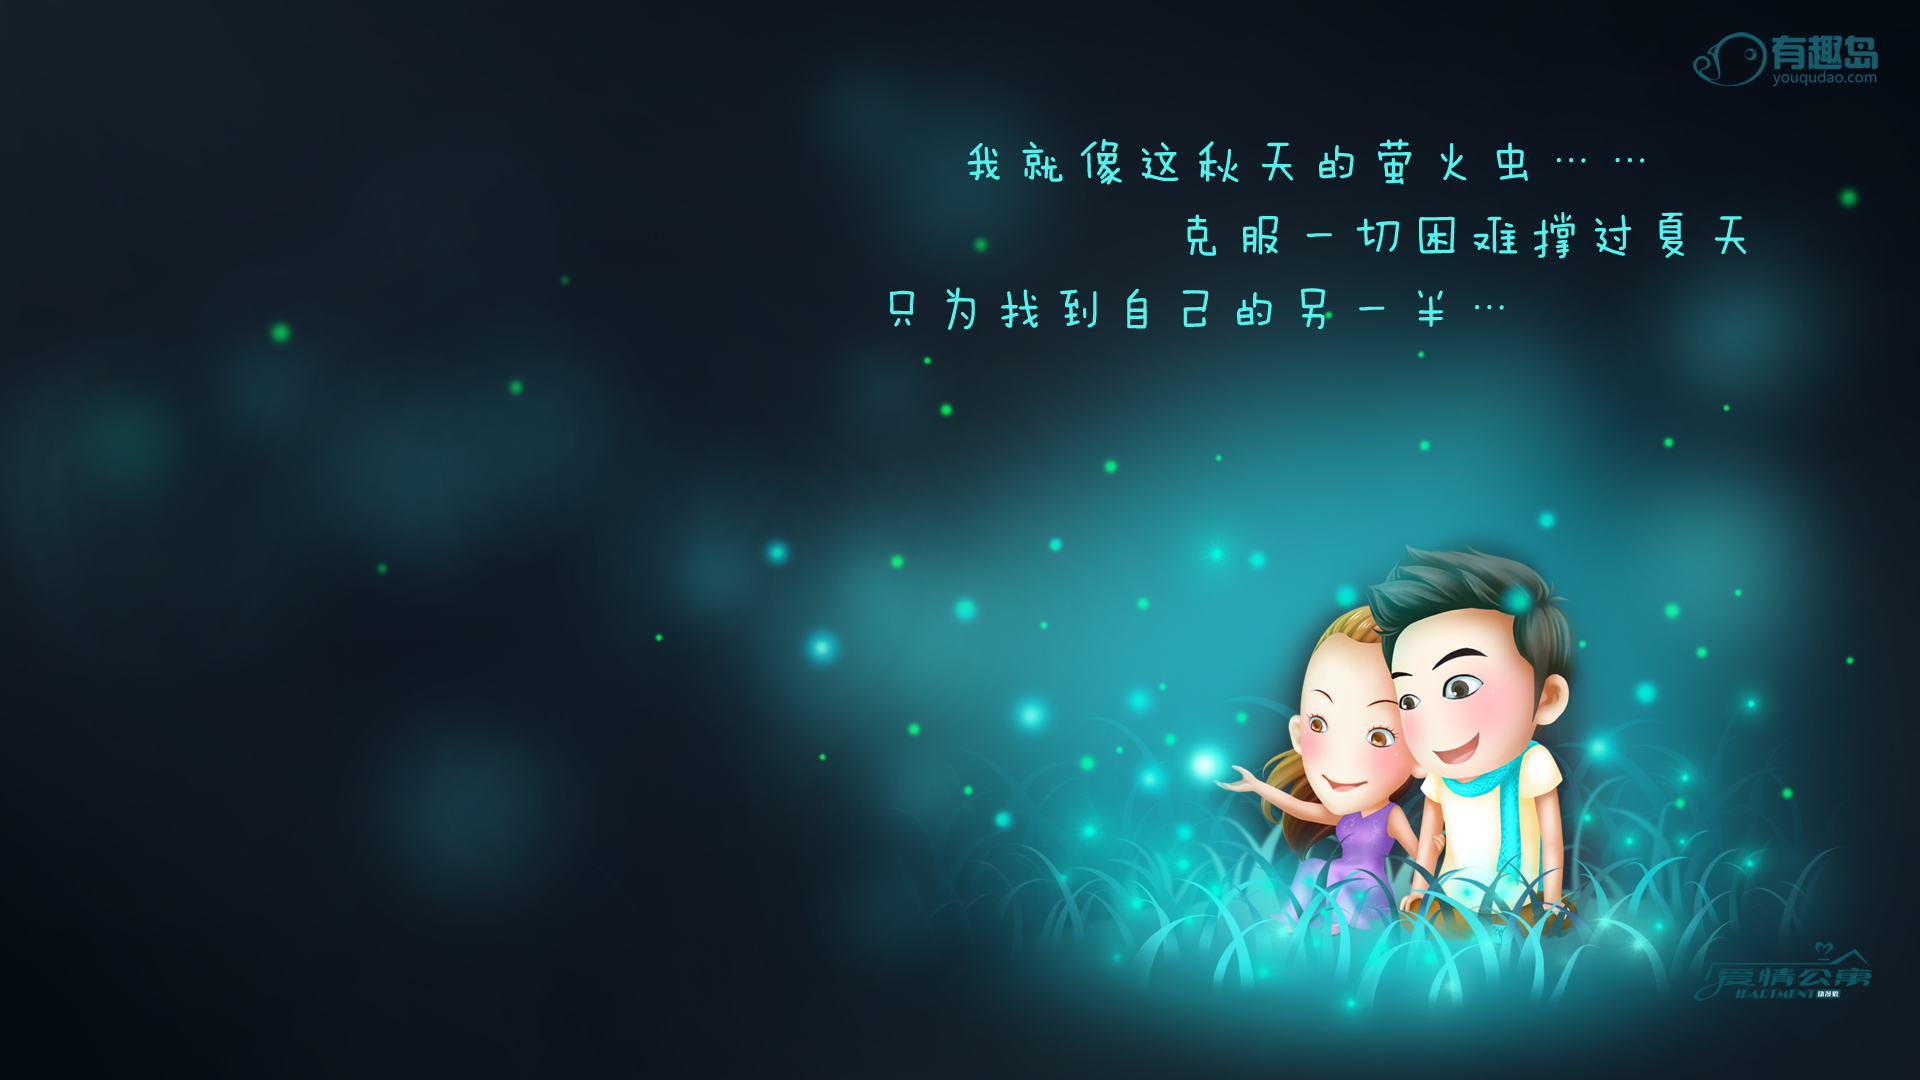 有趣岛
youqudao.com
我就像这秋天的萤火虫……
克服一切困难撑过夏天
只为找到自己的另一半…
爱情公寓
IPARTMENT